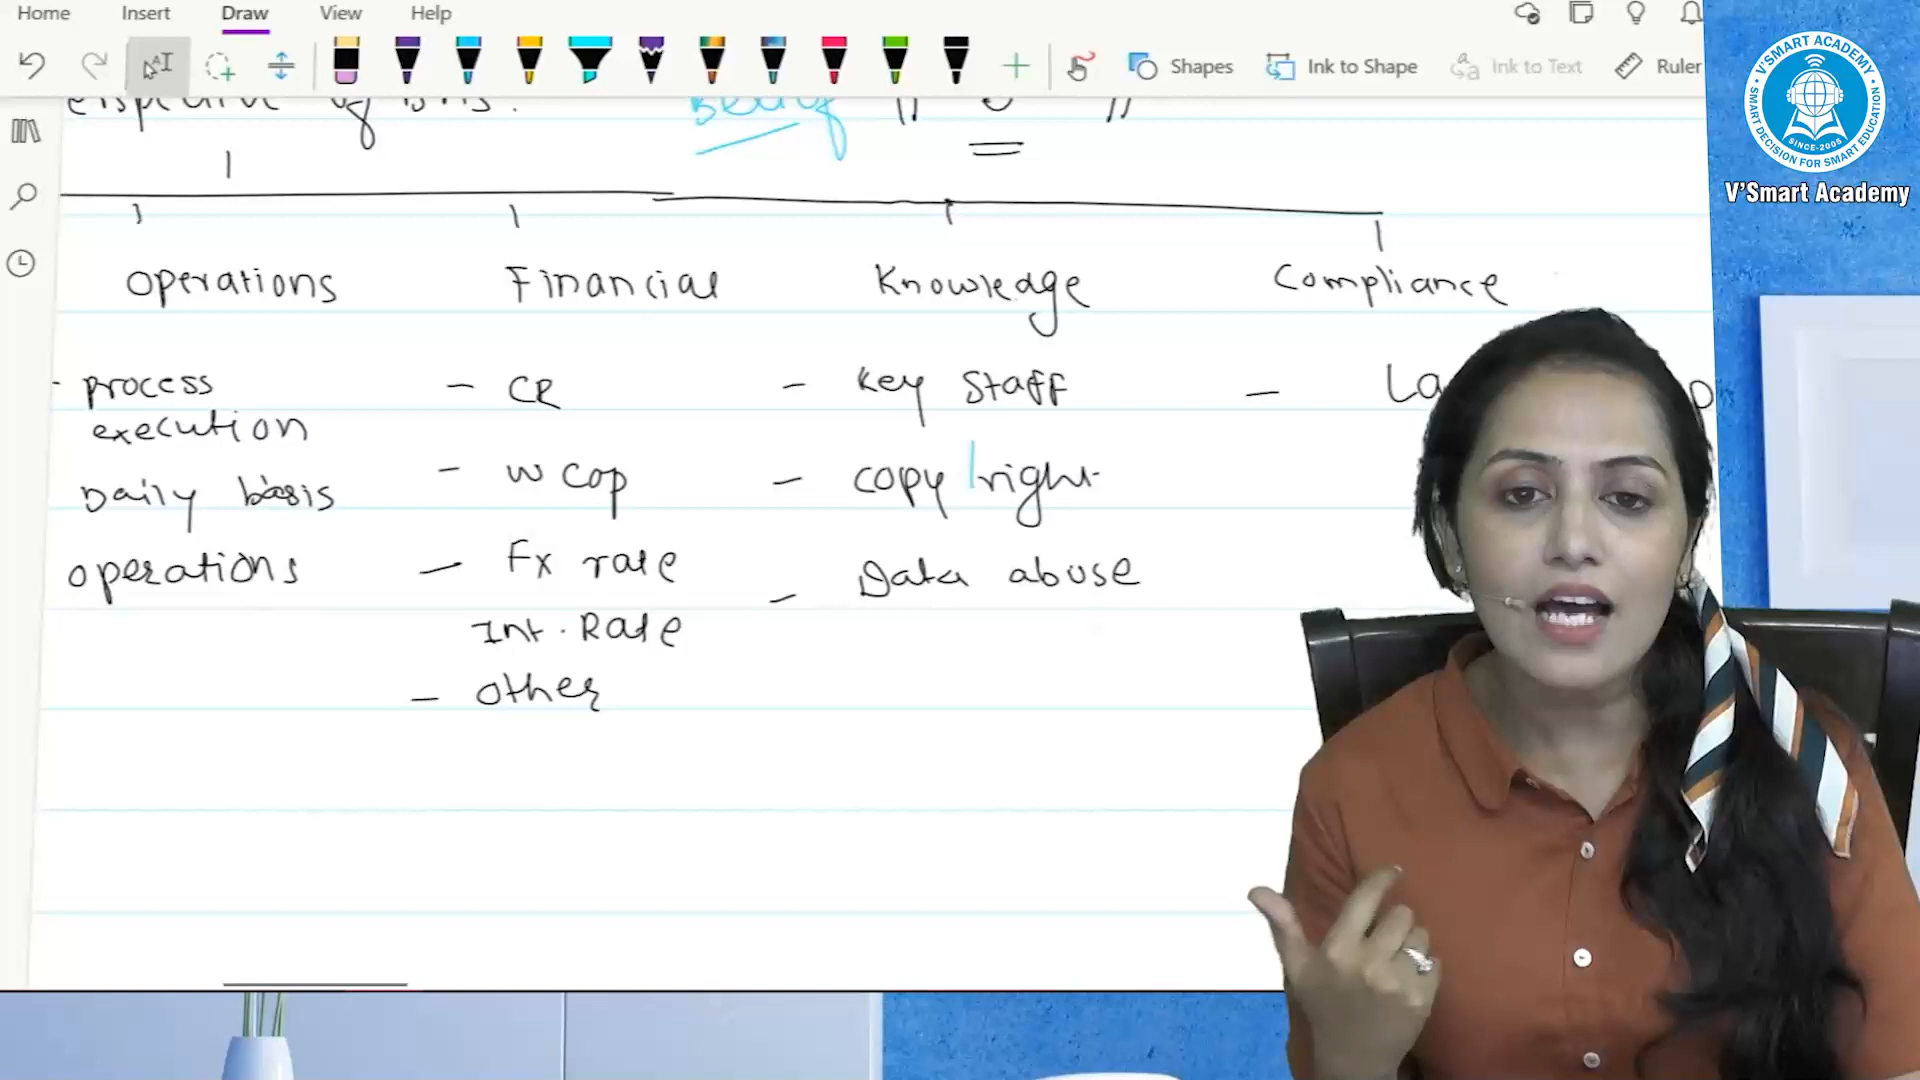 Home Insert Draw View Help
Shapes Ink to Shape Ink to Text Ruler
V'SMART ACADEMY
SMART DECISION FOR SMART EDUCATION
SINCE-2005
V'Smart Academy
Being
Operations Financial Knowledge Compliance
- process execution
Daily basis
operations
- CR
- W Cap
- Fx rate
Int. Rate
- Other
- Key Staff
- Copy right
- Data abuse
-